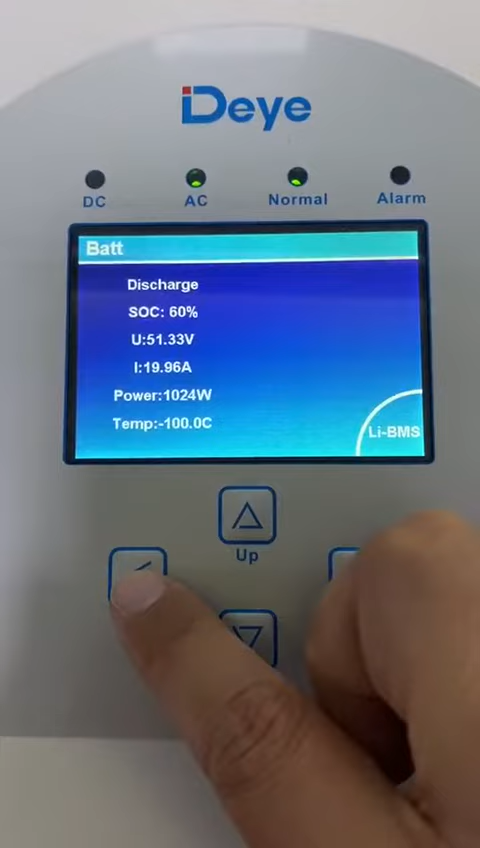 Deye
DC
AC
Normal
Alarm
Batt
Discharge
SOC: 60%
U:51.33V
I:19.96A
Power:1024W
Temp:-100.0C
Li-BMS
Up